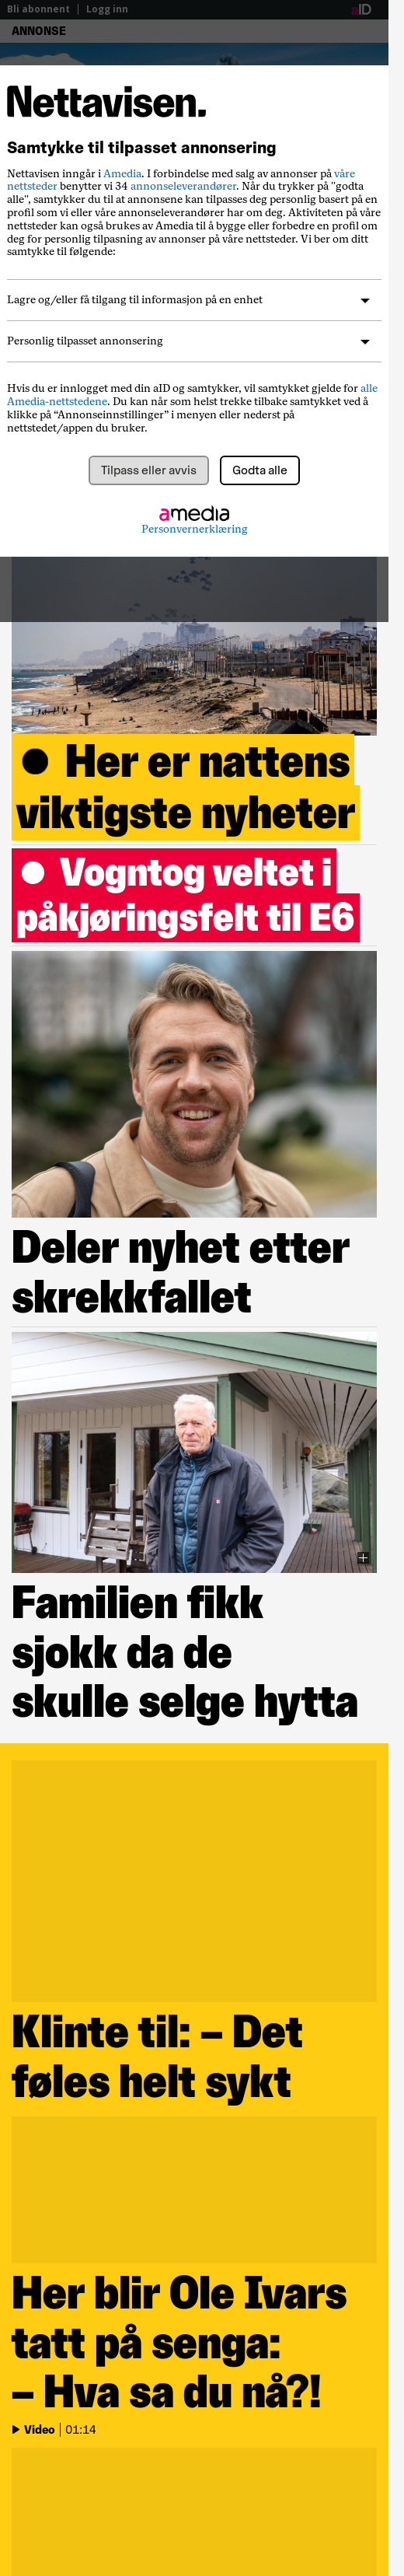 Bli abonnent | Logg inn
aID
ANNONSE
Nettavisen.
Samtykke til tilpasset annonsering
Nettavisen inngår i Amedia. I forbindelse med salg av annonser på våre
nettsteder benytter vi 34 annonseleverandører. Når du trykker på "godta
alle", samtykker du til at annonsene kan tilpasses deg personlig basert på en
profil som vi eller våre annonseleverandører har om deg. Aktiviteten på våre
nettsteder kan også brukes av Amedia til å bygge eller forbedre en profil om
deg for personlig tilpasning av annonser på våre nettsteder. Vi ber om ditt
samtykke til følgende:
Lagre og/eller få tilgang til informasjon på en enhet
Personlig tilpasset annonsering
Hvis du er innlogget med din aID og samtykker, vil samtykket gjelde for alle
Amedia-nettstedene. Du kan når som helst trekke tilbake samtykket ved å
klikke på “Annonseinnstillinger” i menyen eller nederst på
nettstedet/appen du bruker.
Tilpass eller avvis
Godta alle
amedia
Personvernerklæring
Her er nattens
viktigste nyheter
Vogntog veltet i
påkjøringsfelt til E6
Deler nyhet etter
skrekkfallet
Familien fikk
sjokk da de
skulle selge hytta
Klinte til: – Det
føles helt sykt
Her blir Ole Ivars
tatt på senga:
– Hva sa du nå?!
Video | 01:14